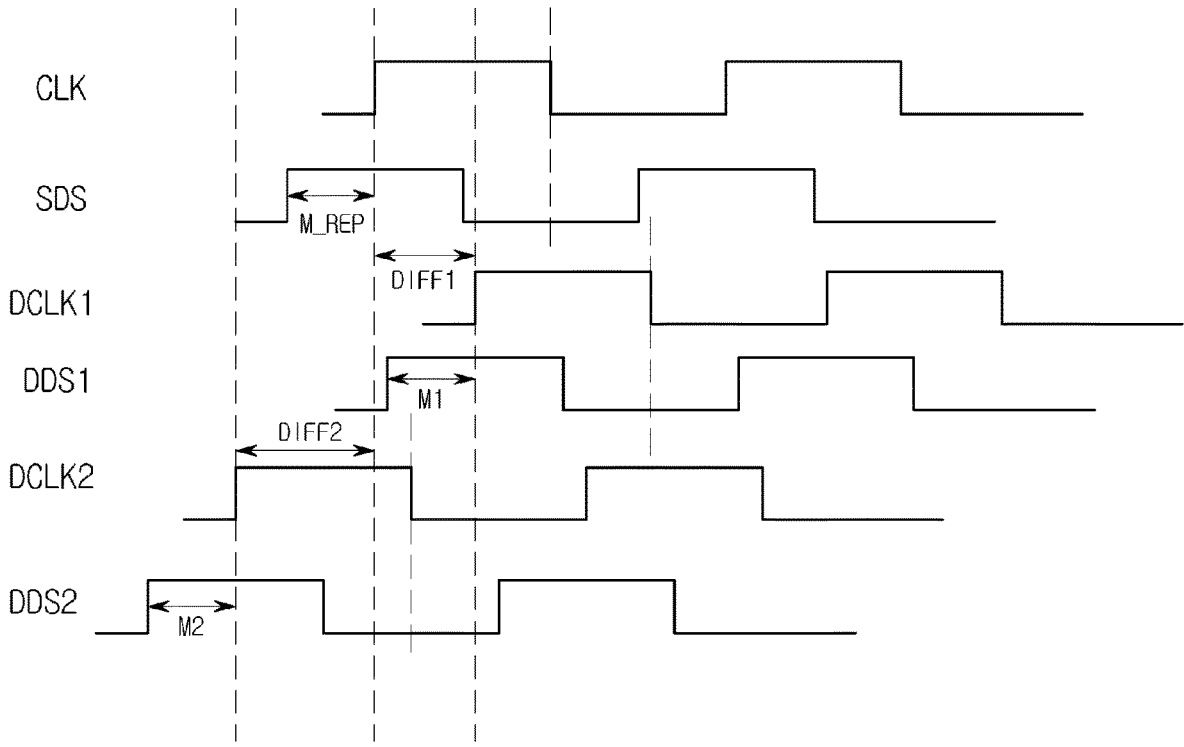 CLK
SDS
M_REP
DIFF1
DCLK1
DDS1
M1
DIFF2
DCLK2
DDS2
M2